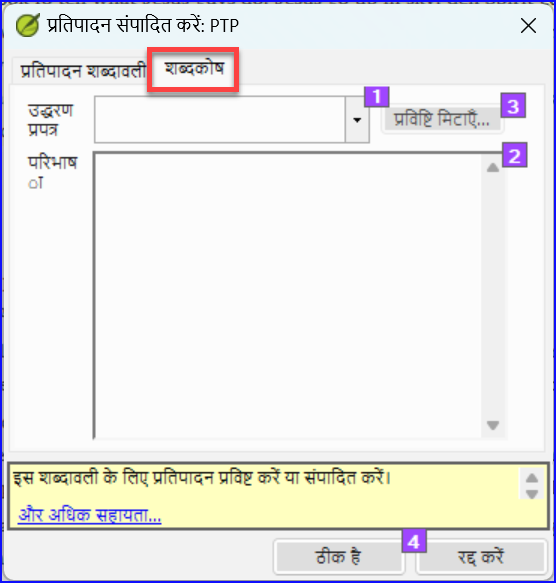 प्रतिपादन संपादित करें: PTP
प्रतिपादन शब्दावली
शब्दकोष
उद्धरण
प्रपत्र
1
प्रविष्टि मिटाएँ...
3
परिभाष
ा
2
इस शब्दावली के लिए प्रतिपादन प्रविष्ट करें या संपादित करें।
और अधिक सहायता...
ठीक है
4
रद्द करें